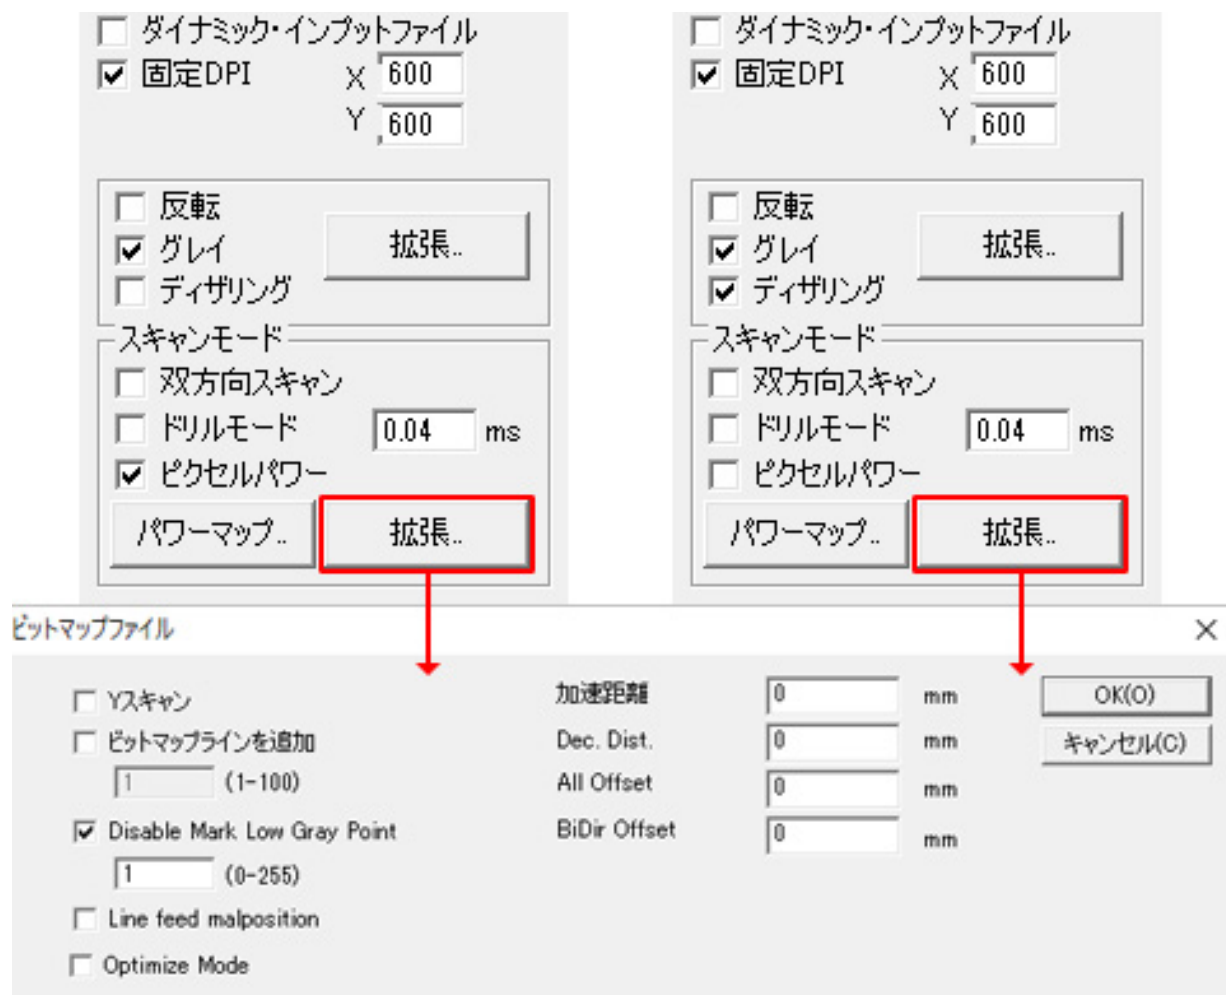 ダイナミック・インプットファイル
固定DPI X 600
Y 600
反転
グレイ
拡張..
ディザリング
スキャンモード
双方向スキャン
ドリルモード 0.04 ms
ピクセルパワー
パワーマップ.. 拡張..
ダイナミック・インプットファイル
固定DPI X 600
Y 600
反転
グレイ
拡張..
ディザリング
スキャンモード
双方向スキャン
ドリルモード 0.04 ms
ピクセルパワー
パワーマップ.. 拡張..
ビットマップファイル
Yスキャン
ビットマップラインを追加
1 (1-100)
Disable Mark Low Gray Point
1 (0-255)
Line feed malposition
Optimize Mode
加速距離 0 mm
Dec. Dist. 0 mm
All Offset 0 mm
BiDir Offset 0 mm
OK(O)
キャンセル(C)